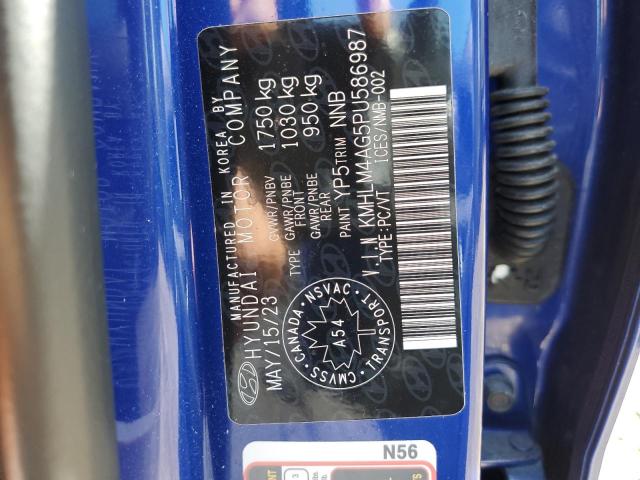 MANUFACTURED IN KOREA BY
HYUNDAI MOTOR COMPANY
MAY/15/23
GVWR/PNBV 1750 kg
TYPE GAWR/PNBE FRONT 1030 kg
GAWR/PNBE REAR 950 kg
PAINT YP5 TRIM NNB
V I N KMHLM4AG5PU586987
TYPE:PC/VT ICES/NMB-002
CANADA NSVAC
A54
CMVSS TRANSPORT
N56
3